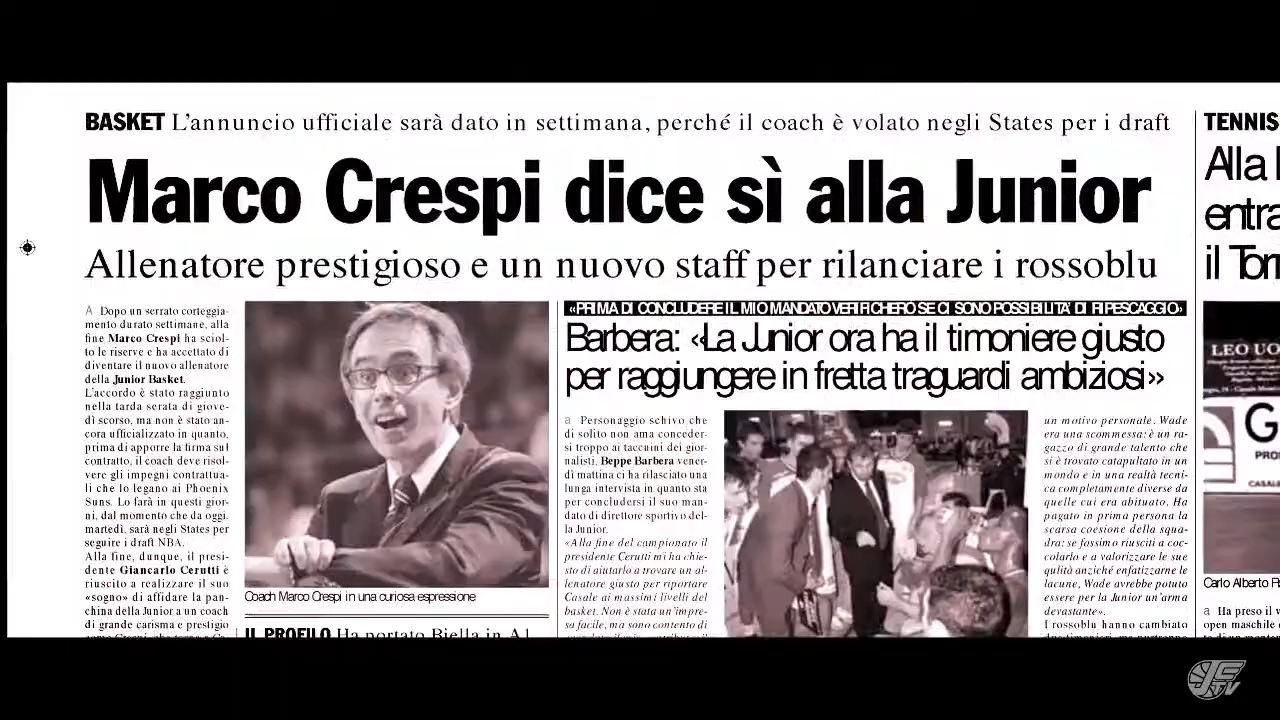 BASKET L'annuncio ufficiale sarà dato in settimana, perché il coach è volato negli States per i draft
Marco Crespi dice sì alla Junior
Allenatore prestigioso e un nuovo staff per rilanciare i rossoblu
A Dopo un serrato corteggia-
mento durato settimane, alla
fine Marco Crespi ha sciol-
to le riserve e ha accettato di
diventare il nuovo allenatore
della Junior Basket.
L'accordo è stato raggiunto
nella tarda serata di giove-
dì scorso, ma non è stato an-
cora ufficializzato in quanto,
prima di apporre la firma sul
contratto, il coach deve risol-
vere gli impegni contrattua-
li che lo legano ai Phoenix
Suns. Lo farà in questi gior-
ni, dal momento che da oggi,
martedì, sarà negli States per
seguire i draft NBA.
Alla fine, dunque, il presi-
dente Giancarlo Cerutti è
riuscito a realizzare il suo
«sogno» di affidare la pan-
china della Junior a un coach
di grande carisma e prestigio
Coach Marco Crespi in una curiosa espressione
IL PROFILO Ha portato Biella in A1
«PRIMA DI CONCLUDERE IL MIO MANDATO VERIFICHERÒ SE CI SONO POSSIBILITA' DI RIPESCAGGIO»
Barbera: «La Junior ora ha il timoniere giusto
per raggiungere in fretta traguardi ambiziosi»
a Personaggio schivo che
di solito non ama conceder-
si troppo ai taccuini dei gior-
nalisti, Beppe Barbera vener-
dì mattina ci ha rilasciato una
lunga intervista in quanto sta
per concludersi il suo man-
dato di direttore sportivo del-
la Junior.
«Alla fine del campionato il
presidente Cerutti mi ha chie-
sto di aiutarlo a trovare un al-
lenatore giusto per riportare
Casale ai massimi livelli del
basket. Non è stata un'impre-
sa facile, ma sono contento di
un motivo personale. Wade
era una scommessa: è un ra-
gazzo di grande talento che
si è trovato catapultato in un
mondo e in una realtà tecni-
ca completamente diverse da
quelle cui era abituato. Ha
pagato in prima persona la
scarsa coesione della squa-
dra: se fossimo riusciti a coc-
colarlo e a valorizzare le sue
qulità anziché enfatizzarne le
lacune, Wade avrebbe potuto
essere per la Junior un'arma
devastante».
I rossoblu hanno cambiato
TENNIS
Alla
entra
il Torn
LEO UO
G
PRO
CASALE
Carlo Alberto F
a Ha preso il v
open maschile
JETV